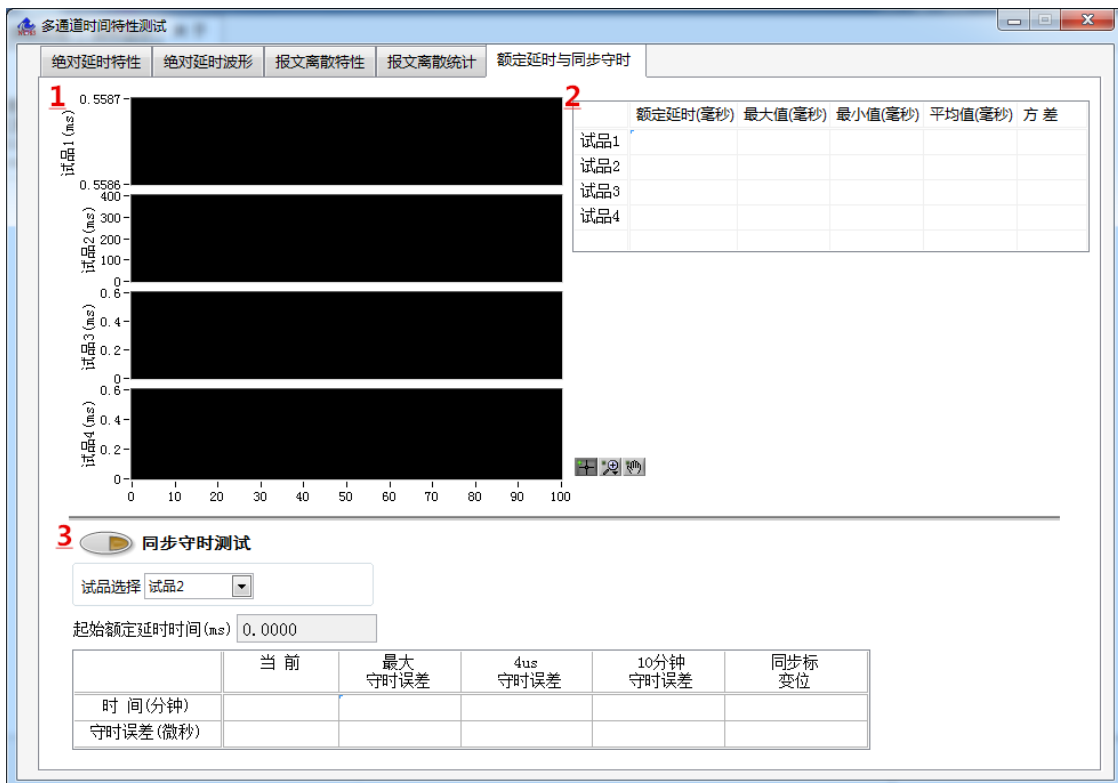 多通道时间特性测试
绝对延时特性 绝对延时波形 报文离散特性 报文离散统计 额定延时与同步守时
1
0.5587
试品1(ms)
0.5586
400
300
试品2(ms)
200
100
0
0.6
试品3(ms)
0.4
0.2
0
0.6
试品4(ms)
0.4
0.2
0
0 10 20 30 40 50 60 70 80 90 100
2
额定延时(毫秒) 最大值(毫秒) 最小值(毫秒) 平均值(毫秒) 方 差
试品1
试品2
试品3
试品4
3 同步守时测试
试品选择 试品2
起始额定延时时间(ms) 0.0000
当 前 最大守时误差 4us守时误差 10分钟守时误差 同步标变位
时 间(分钟)
守时误差(微秒)